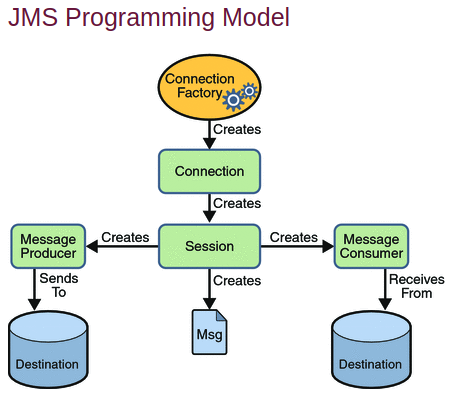 JMS Programming Model
Connection
Factory
Creates
Connection
Creates
Message
Producer
Creates
Session
Creates
Message
Consumer
Sends
To
Creates
Receives
From
Msg
Destination
Destination